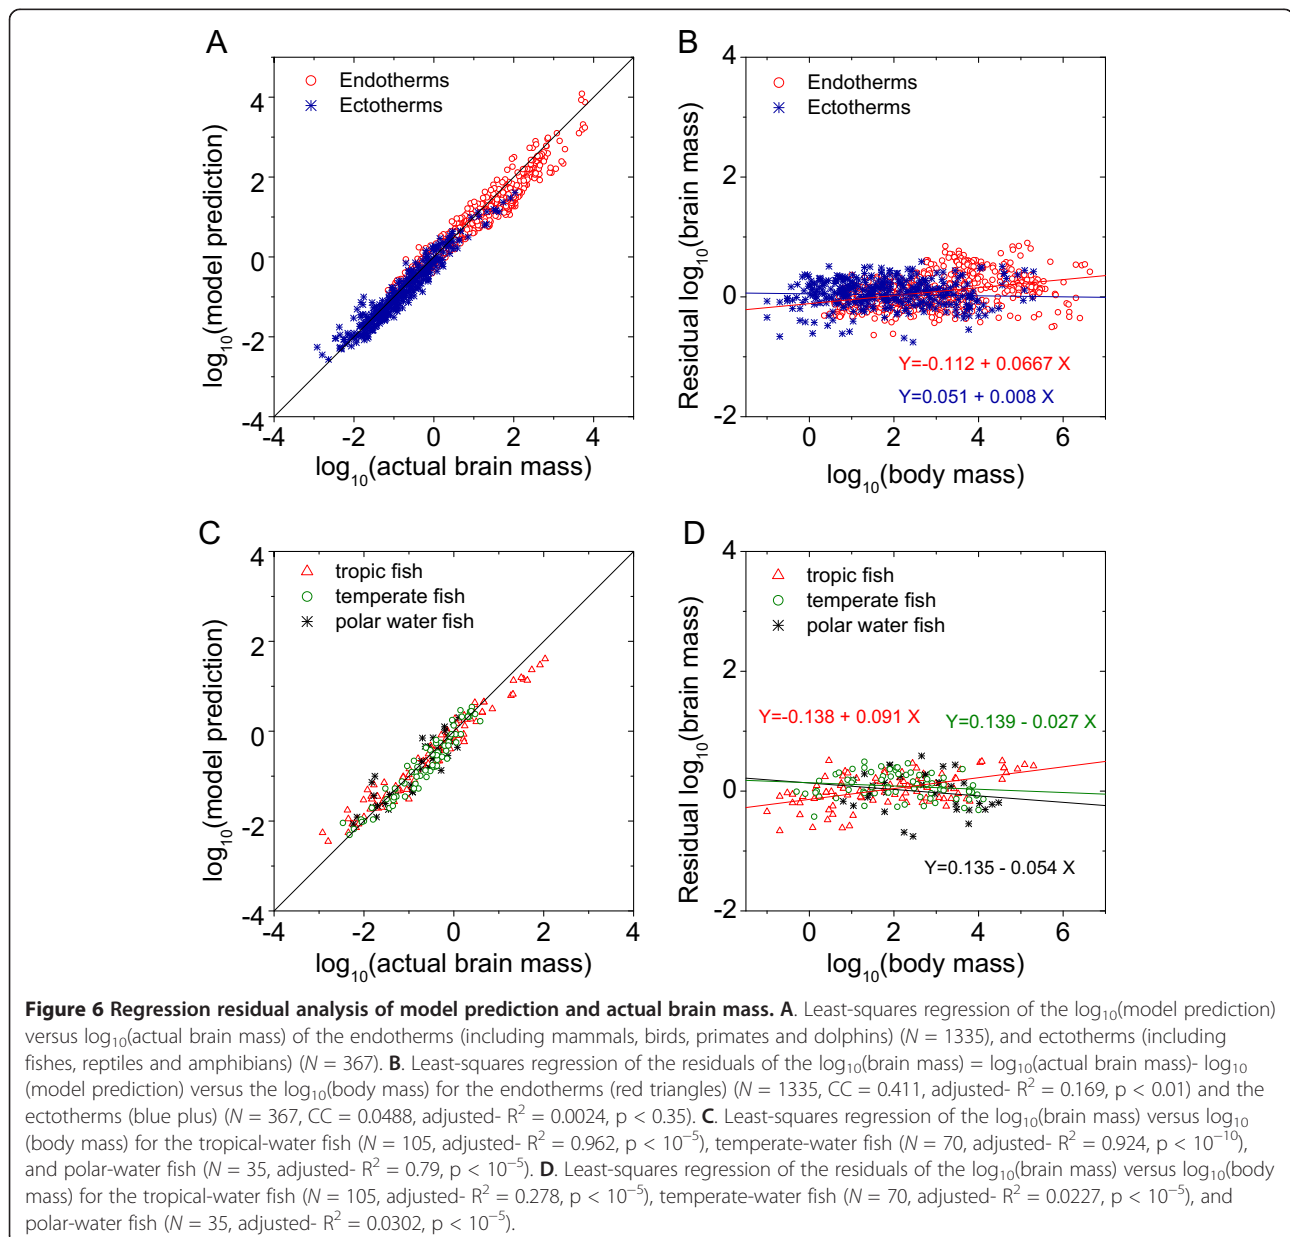 A
Endotherms
Ectotherms
log10(model prediction)
4
2
0
-2
-4
-4 -2 0 2 4
log10(actual brain mass)
B
Endotherms
Ectotherms
Residual log10(brain mass)
4
2
0
-2
Y=-0.112 + 0.0667 X
Y=0.051 + 0.008 X
0 2 4 6
log10(body mass)
C
tropic fish
temperate fish
polar water fish
log10(model prediction)
4
2
0
-2
-4
-4 -2 0 2 4
log10(actual brain mass)
D
tropic fish
temperate fish
polar water fish
Residual log10(brain mass)
4
2
0
-2
Y=-0.138 + 0.091 X
Y=0.139 - 0.027 X
Y=0.135 - 0.054 X
0 2 4 6
log10(body mass)
Figure 6 Regression residual analysis of model prediction and actual brain mass. A. Least-squares regression of the log10(model prediction)
versus log10(actual brain mass) of the endotherms (including mammals, birds, primates and dolphins) (N = 1335), and ectotherms (including
fishes, reptiles and amphibians) (N = 367). B. Least-squares regression of the residuals of the log10(brain mass) = log10(actual brain mass)- log10
(model prediction) versus the log10(body mass) for the endotherms (red triangles) (N = 1335, CC = 0.411, adjusted- R² = 0.169, p < 0.01) and the
ectotherms (blue plus) (N = 367, CC = 0.0488, adjusted- R² = 0.0024, p < 0.35). C. Least-squares regression of the log10(brain mass) versus log10
(body mass) for the tropical-water fish (N = 105, adjusted- R² = 0.962, p < 10⁻⁵), temperate-water fish (N = 70, adjusted- R² = 0.924, p < 10⁻¹⁰),
and polar-water fish (N = 35, adjusted- R² = 0.79, p < 10⁻⁵). D. Least-squares regression of the residuals of the log10(brain mass) versus log10(body
mass) for the tropical-water fish (N = 105, adjusted- R² = 0.278, p < 10⁻⁵), temperate-water fish (N = 70, adjusted- R² = 0.0227, p < 10⁻⁵), and
polar-water fish (N = 35, adjusted- R² = 0.0302, p < 10⁻⁵).